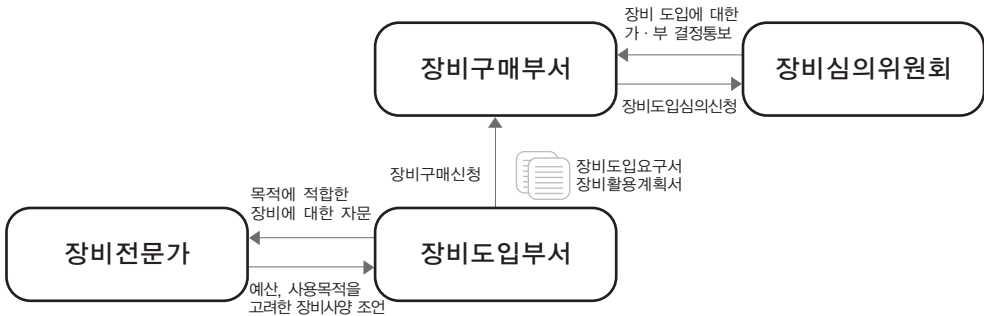 장비 도입에 대한
가 · 부 결정통보
장비구매부서
장비심의위원회
장비도입심의신청
장비구매신청
장비도입요구서
장비활용계획서
목적에 적합한
장비에 대한 자문
장비전문가
장비도입부서
예산, 사용목적을
고려한 장비사양 조언